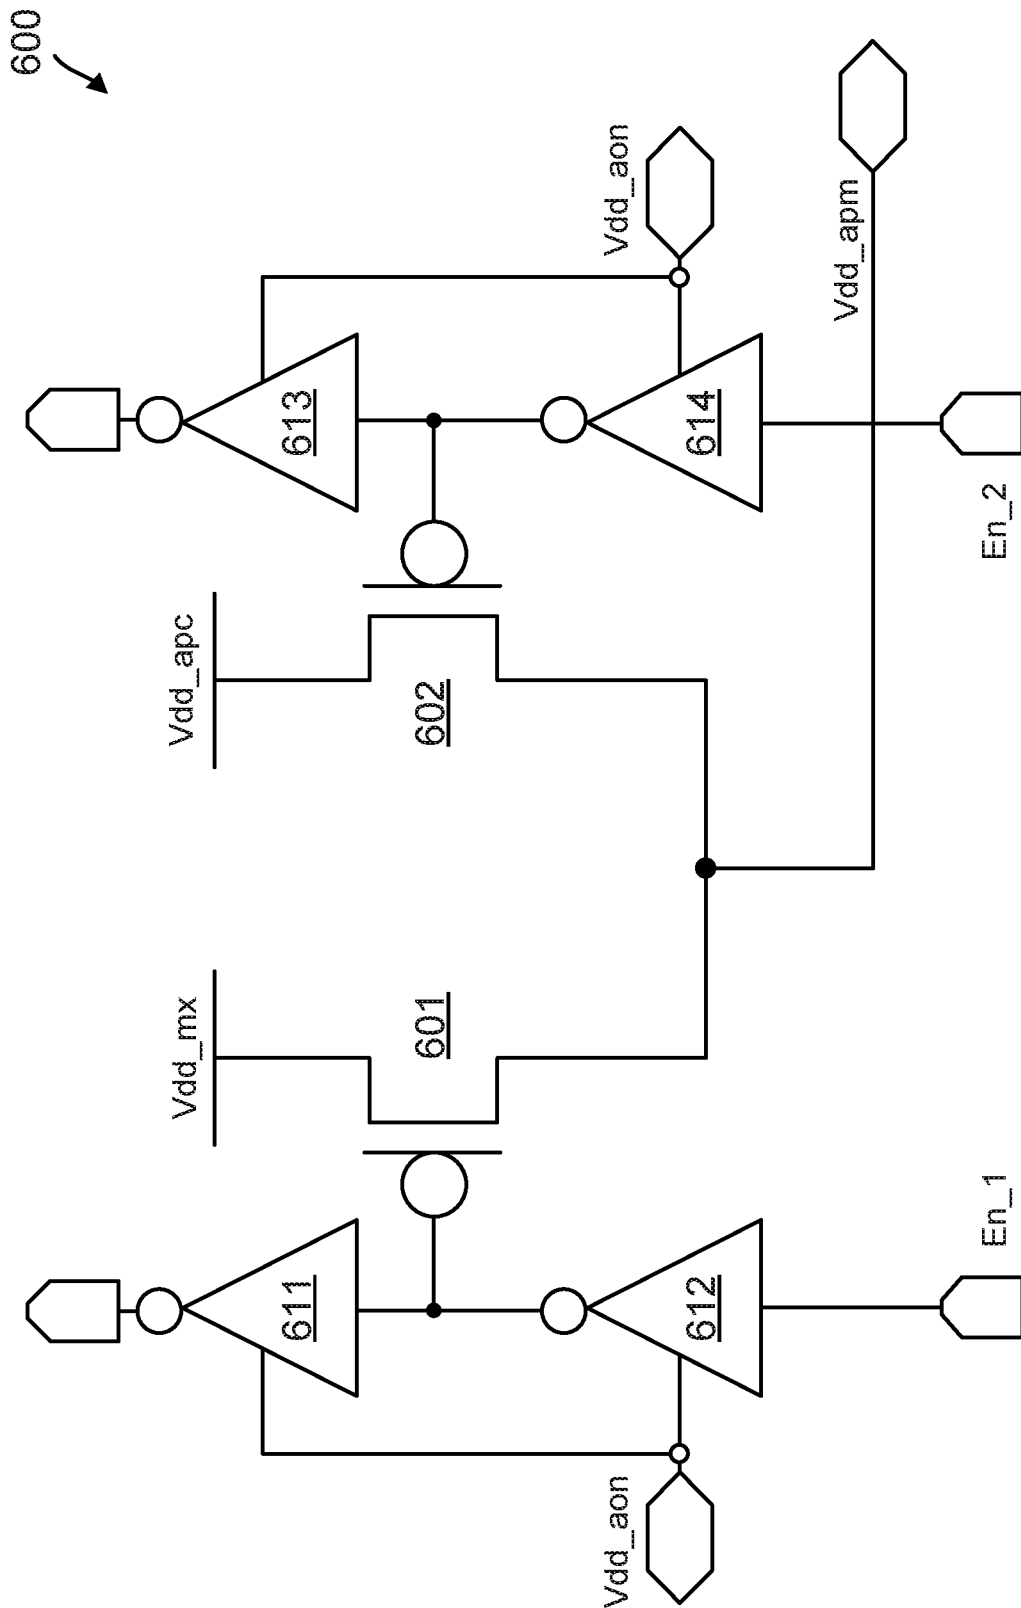 600
Vdd_aon
Vdd_apm
613
614
En_2
Vdd_apc
602
Vdd_mx
601
611
612
En_1
Vdd_aon